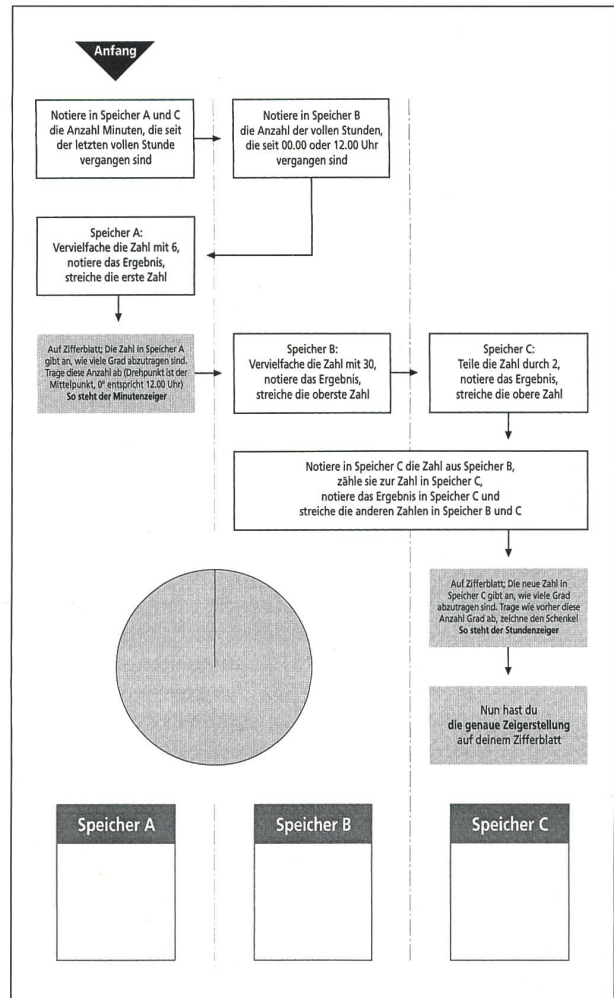 Anfang
Notiere in Speicher A und C
die Anzahl Minuten, die seit
der letzten vollen Stunde
vergangen sind
Notiere in Speicher B
die Anzahl der vollen Stunden,
die seit 00.00 oder 12.00 Uhr
vergangen sind
Speicher A:
Vervielfache die Zahl mit 6,
notiere das Ergebnis,
streiche die erste Zahl
Auf Zifferblatt; Die Zahl in Speicher A
gibt an, wie viele Grad abzutragen sind.
Trage diese Anzahl ab (Drehpunkt ist der
Mittelpunkt, 0° entspricht 12.00 Uhr)
So steht der Minutenzeiger
Speicher B:
Vervielfache die Zahl mit 30,
notiere das Ergebnis,
streiche die oberste Zahl
Speicher C:
Teile die Zahl durch 2,
notiere das Ergebnis,
streiche die obere Zahl
Notiere in Speicher C die Zahl aus Speicher B,
zähle sie zur Zahl in Speicher C,
notiere das Ergebnis in Speicher C und
streiche die anderen Zahlen in Speicher B und C
Auf Zifferblatt; Die neue Zahl in
Speicher C gibt an, wie viele Grad
abzutragen sind. Trage wie vorher diese
Anzahl Grad ab, zeichne den Schenkel
So steht der Stundenzeiger
Nun hast du
die genaue Zeigerstellung
auf deinem Zifferblatt
Speicher A
Speicher B
Speicher C